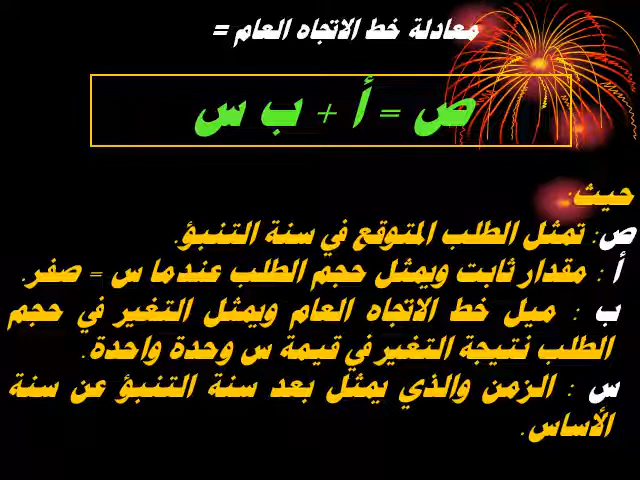 معادلة خط الاتجاه العام =
ص = أ + ب س
حيث:
ص: تمثل الطلب المتوقع في سنة التنبؤ.
أ : مقدار ثابت ويمثل حجم الطلب عندما س = صفر.
ب : ميل خط الاتجاه العام ويمثل التغير في حجم
الطلب نتيجة التغير في قيمة س وحدة واحدة.
س : الزمن والذي يمثل بعد سنة التنبؤ عن سنة
الأساس.